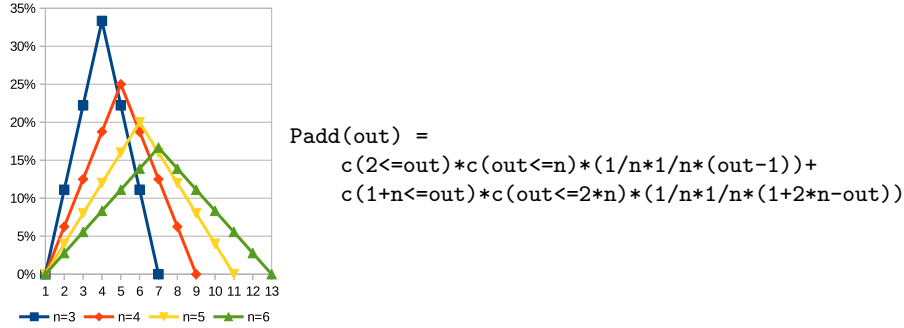 35%
30%
25%
20%
15%
10%
5%
0%
1 2 3 4 5 6 7 8 9 10 11 12 13
n=3 n=4 n=5 n=6
Padd(out) =
c(2<=out)*c(out<=n)*(1/n*1/n*(out-1))+
c(1+n<=out)*c(out<=2*n)*(1/n*1/n*(1+2*n-out))